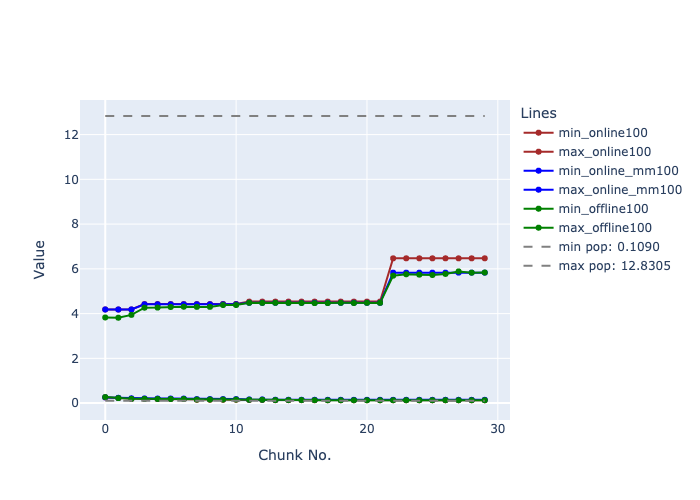 Lines
min_online100
max_online100
min_online_mm100
max_online_mm100
min_offline100
max_offline100
min pop: 0.1090
max pop: 12.8305
Value
12
10
8
6
4
2
0
0 10 20 30
Chunk No.